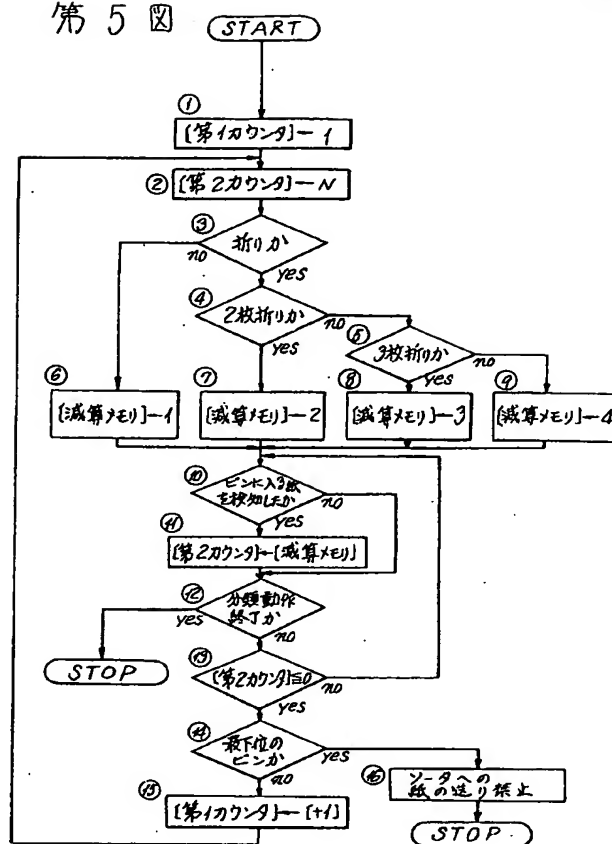 第5図
START
①
[第1カウンタ]←1
②
[第2カウンタ]←N
③
折りか
no
yes
④
2枚折りか
no
yes
⑤
3枚折りか
no
yes
⑥
[減算メモリ]←1
⑦
[減算メモリ]←2
⑧
[減算メモリ]←3
⑨
[減算メモリ]←4
⑩
ビンに入る紙
を検知したか
no
yes
⑪
[第2カウンタ]←[減算メモリ]
⑫
分類動作
終了か
yes
no
STOP
⑬
[第2カウンタ]≦0
no
yes
⑭
最下位の
ビンか
yes
no
⑮
[第1カウンタ]←[+1]
⑯
ソータへの
紙の送り禁止
STOP